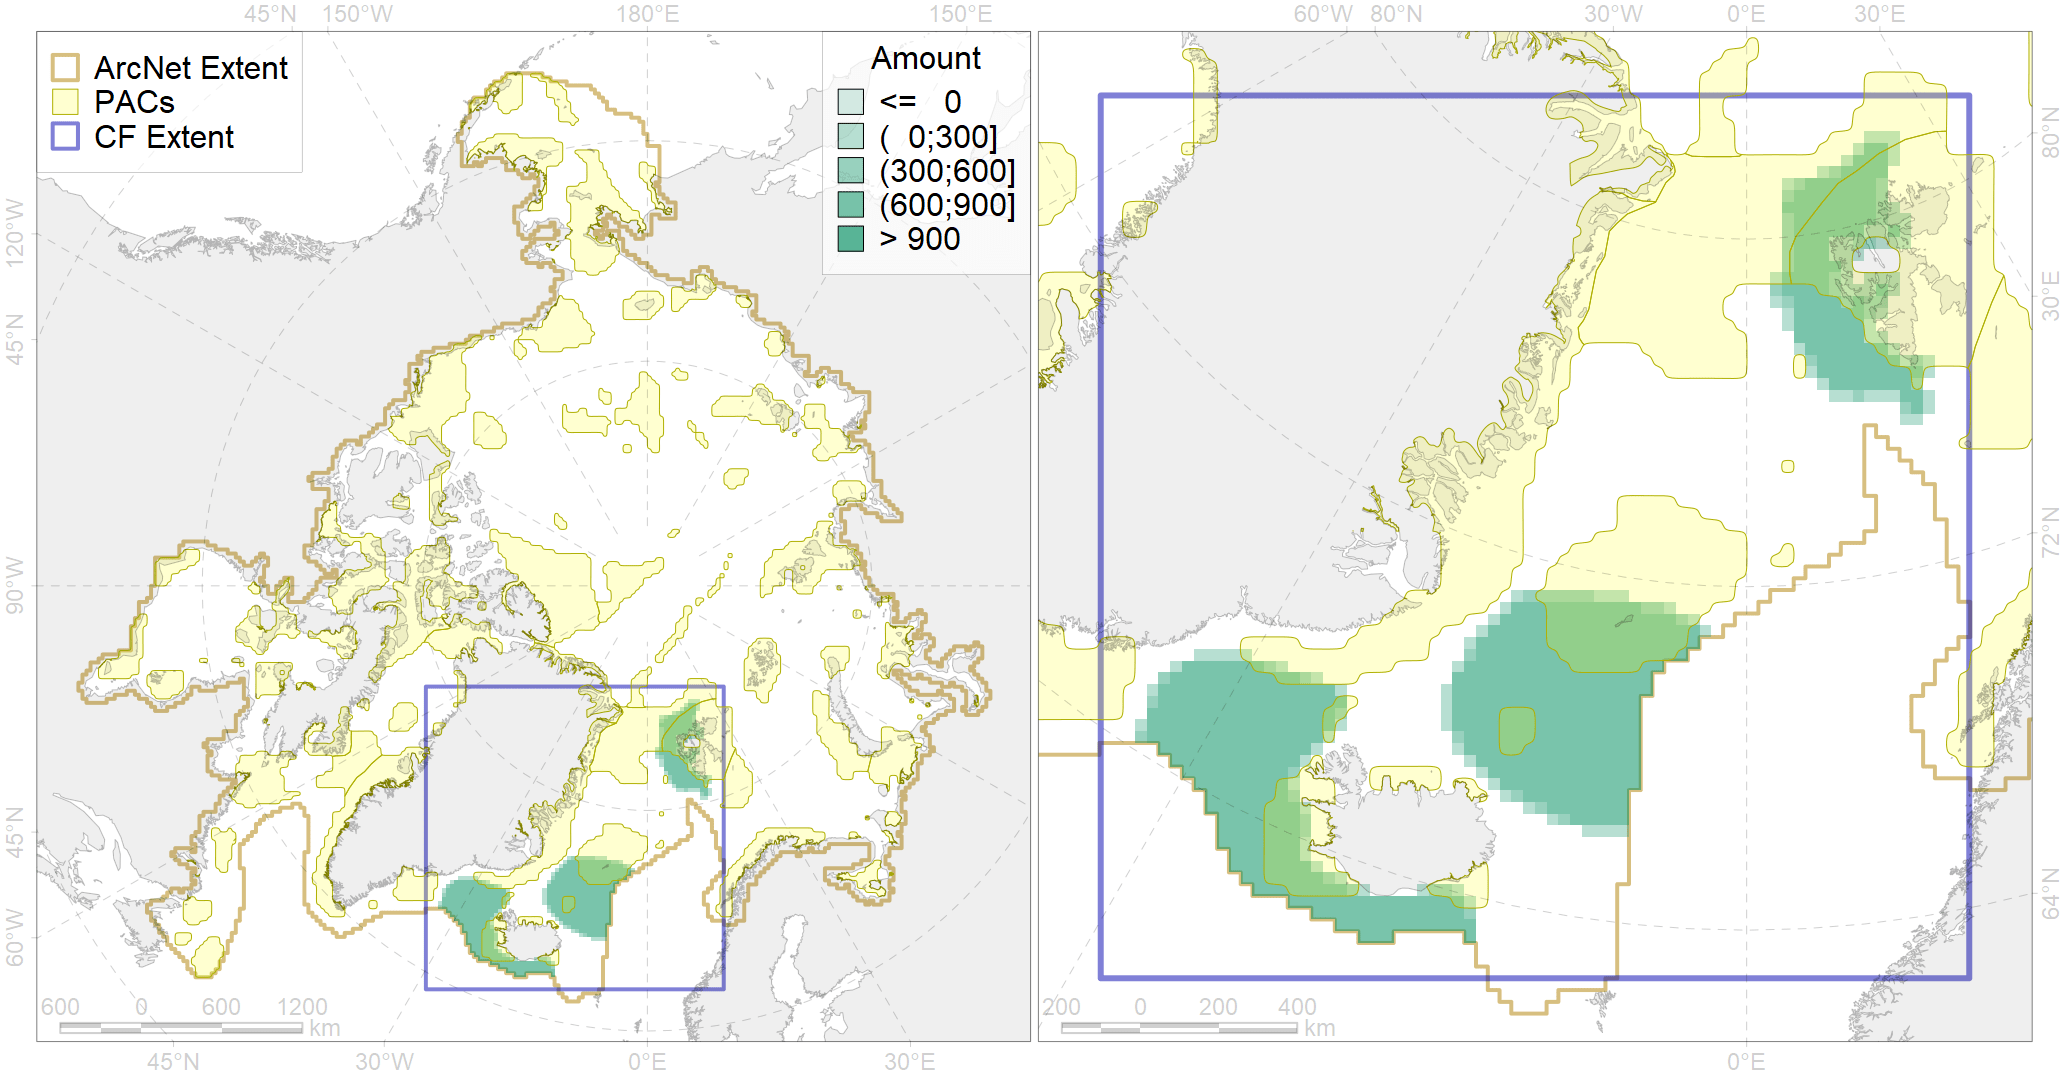 45°N 150°W 180°E 150°E 60°W 80°N 30°W 0°E 30°E
ArcNet Extent
PACs
CF Extent
Amount
<= 0
( 0;300]
(300;600]
(600;900]
> 900
120°W
45°N
90°W
45°N
60°W
80°N
30°E
72°N
64°N
600 0 600 1200
km
200 0 200 400
km
45°N 30°W 0°E 30°E 0°E